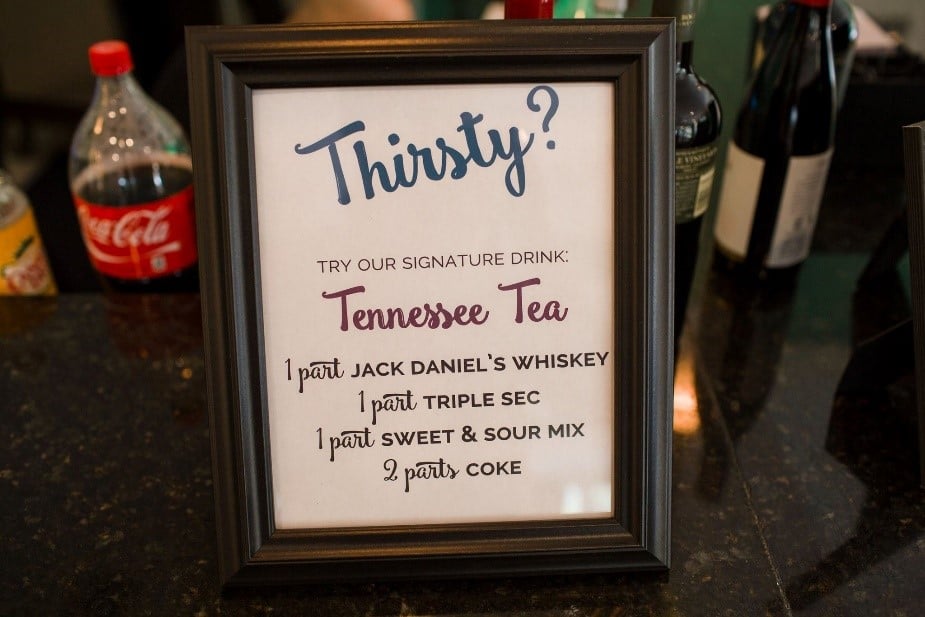 Thirsty?
TRY OUR SIGNATURE DRINK:
Tennessee Tea
1 part JACK DANIEL'S WHISKEY
1 part TRIPLE SEC
1 part SWEET & SOUR MIX
2 parts COKE
Coca-Cola